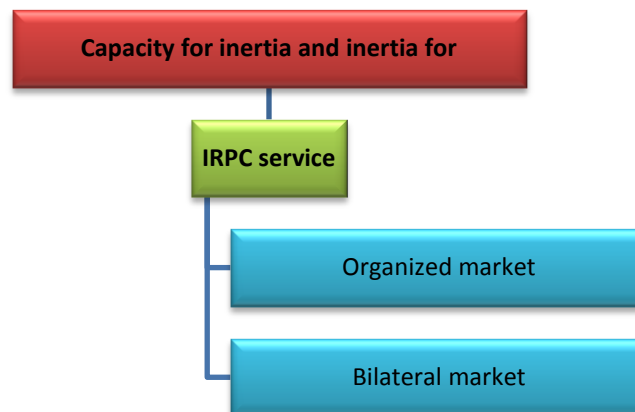 Capacity for inertia and inertia for
IRPC service
Organized market
Bilateral market